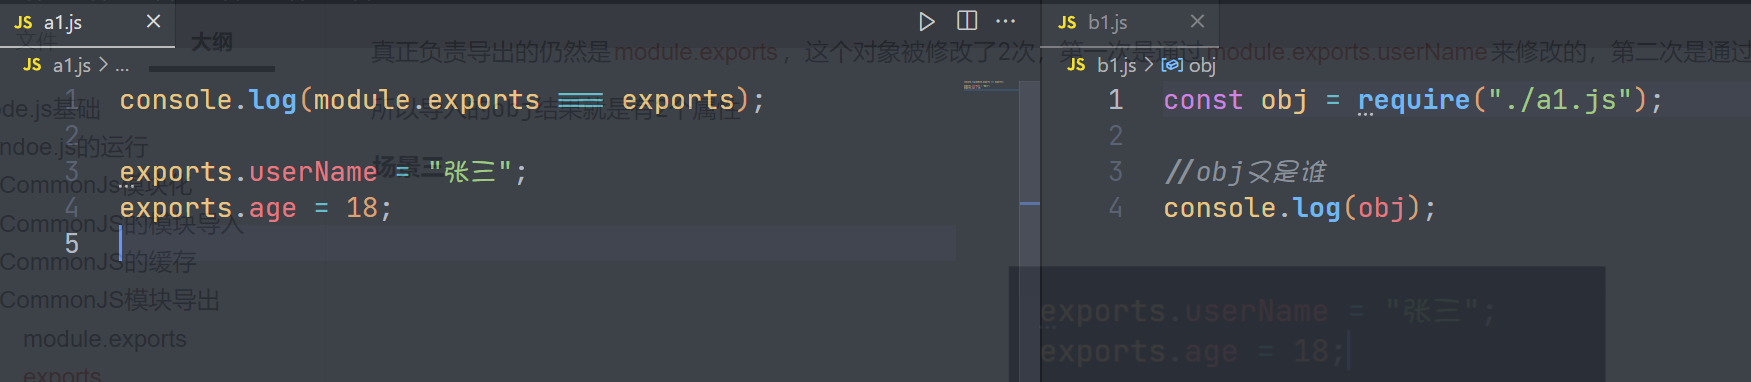 JS a1.js ×
JS a1.js > ...
1 console.log(module.exports === exports);
2
3 exports.userName = "张三";
4 exports.age = 18;
5
JS b1.js ×
JS b1.js > obj
1 const obj = require("./a1.js");
2
3 //obj又是谁
4 console.log(obj);
文件
大纲
真正负责导出的仍然是module.exports，这个对象被修改了2次，第一次是通过module.exports.userName来修改的，第二次是通过
所以导入的obj结果就是有2个属性
场景三
de.js基础
ndoe.js的运行
CommonJs模块化
CommonJS的模块导入
CommonJS的缓存
CommonJS模块导出
module.exports
exports
exports.userName = "张三";
exports.age = 18;